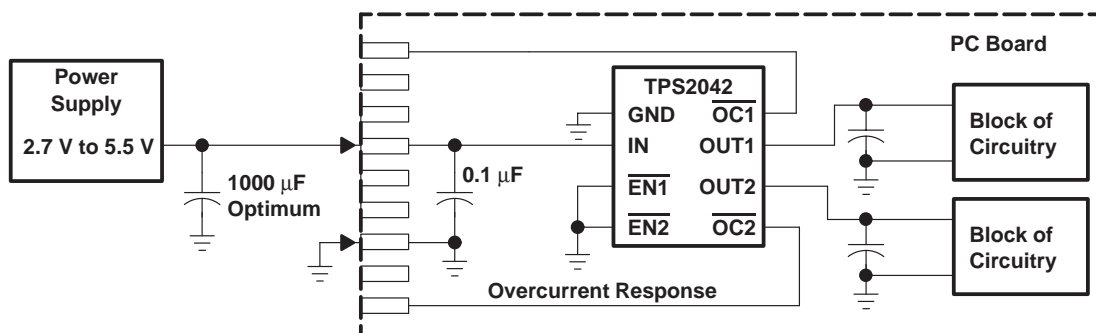 PC Board
Power
Supply
2.7 V to 5.5 V
1000 μF
Optimum
0.1 μF
TPS2042
GND
IN
EN1
EN2
OC1
OUT1
OUT2
OC2
Block of
Circuitry
Block of
Circuitry
Overcurrent Response